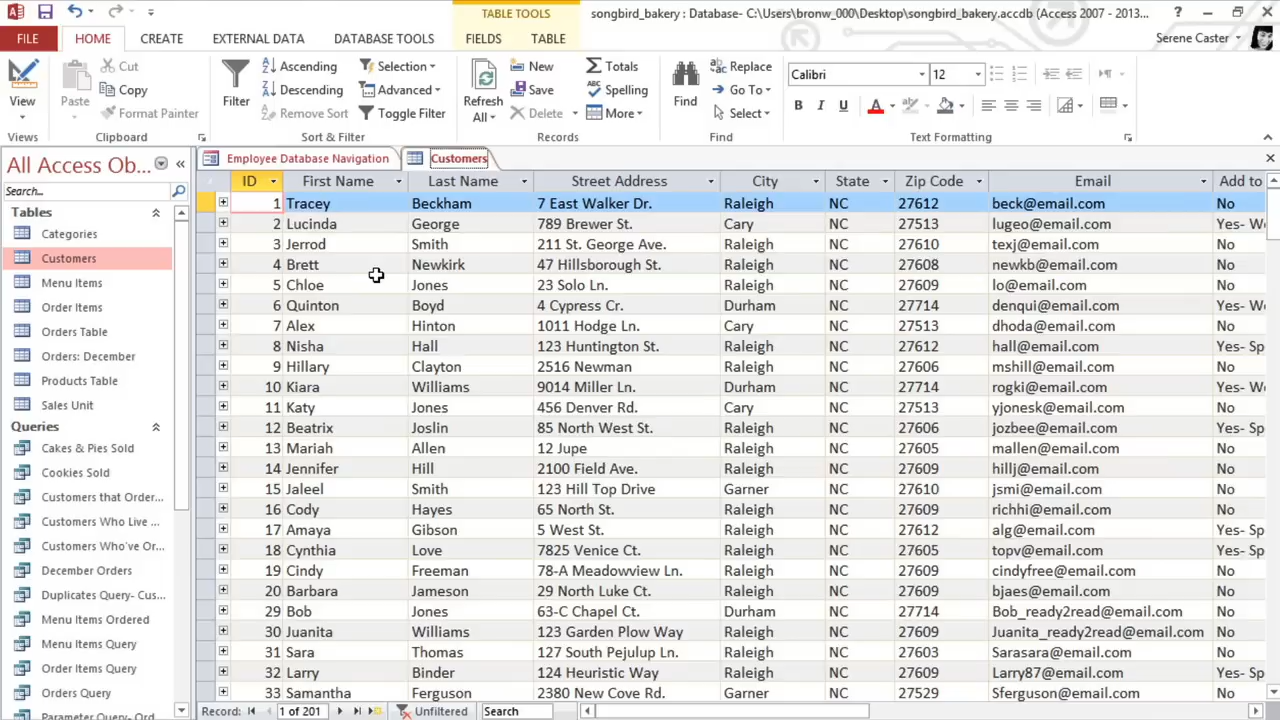 TABLE TOOLS songbird_bakery : Database- C:\Users\bronw_000\Desktop\songbird_bakery.accdb (Access 2007 - 2013...
FILE HOME CREATE EXTERNAL DATA DATABASE TOOLS FIELDS TABLE Serene Caster
View Paste Cut Copy Format Painter Filter Ascending Descending Remove Sort Selection Advanced Toggle Filter Refresh All New Save Delete Totals Spelling More Find Replace Go To Select Calibri 12 B I U A
Views Clipboard Sort & Filter Records Find Text Formatting
All Access Ob... Employee Database Navigation Customers
Search...
Tables
Categories
Customers
Menu Items
Order Items
Orders Table
Orders: December
Products Table
Sales Unit
Queries
Cakes & Pies Sold
Cookies Sold
Customers that Order...
Customers Who Live ...
Customers Who've Or...
December Orders
Duplicates Query- Cus...
Menu Items Ordered
Menu Items Query
Order Items Query
Orders Query
Parameter Query- Ord...
ID First Name Last Name Street Address City State Zip Code Email Add to
1 Tracey Beckham 7 East Walker Dr. Raleigh NC 27612 beck@email.com No
2 Lucinda George 789 Brewer St. Cary NC 27513 lugeo@email.com Yes- We
3 Jerrod Smith 211 St. George Ave. Raleigh NC 27610 texj@email.com No
4 Brett Newkirk 47 Hillsborough St. Raleigh NC 27608 newkb@email.com No
5 Chloe Jones 23 Solo Ln. Raleigh NC 27609 lo@email.com No
6 Quinton Boyd 4 Cypress Cr. Durham NC 27714 denqui@email.com Yes- Sp
7 Alex Hinton 1011 Hodge Ln. Cary NC 27513 dhoda@email.com No
8 Nisha Hall 123 Huntington St. Raleigh NC 27612 hall@email.com Yes- Sp
9 Hillary Clayton 2516 Newman Raleigh NC 27606 mshill@email.com No
10 Kiara Williams 9014 Miller Ln. Durham NC 27714 rogki@email.com Yes- We
11 Katy Jones 456 Denver Rd. Cary NC 27513 yjonesk@email.com No
12 Beatrix Joslin 85 North West St. Raleigh NC 27606 jozbee@email.com Yes- Sp
13 Mariah Allen 12 Jupe Raleigh NC 27605 mallen@email.com No
14 Jennifer Hill 2100 Field Ave. Raleigh NC 27609 hillj@email.com No
15 Jaleel Smith 123 Hill Top Drive Garner NC 27610 jsmi@email.com No
16 Cody Hayes 65 North St. Raleigh NC 27609 richhi@email.com No
17 Amaya Gibson 5 West St. Raleigh NC 27612 alg@email.com Yes- Sp
18 Cynthia Love 7825 Venice Ct. Raleigh NC 27605 topv@email.com Yes- Sp
19 Cindy Freeman 78-A Meadowview Ln. Raleigh NC 27609 cindyfree@email.com No
20 Barbara Jameson 29 North Luke Ct. Raleigh NC 27609 bjaes@email.com No
29 Bob Jones 63-C Chapel Ct. Durham NC 27714 Bob_ready2read@email.com No
30 Juanita Williams 123 Garden Plow Way Raleigh NC 27609 Juanita_ready2read@email.com No
31 Sara Thomas 127 South Pejulup Ln. Raleigh NC 27603 Sarasara@email.com No
32 Larry Binder 124 Heuristic Way Raleigh NC 27609 Larry87@email.com Yes- Sp
33 Samantha Ferguson 2380 New Cove Rd. Garner NC 27529 Sferguson@email.com No
Record: 1 of 201 Unfiltered Search